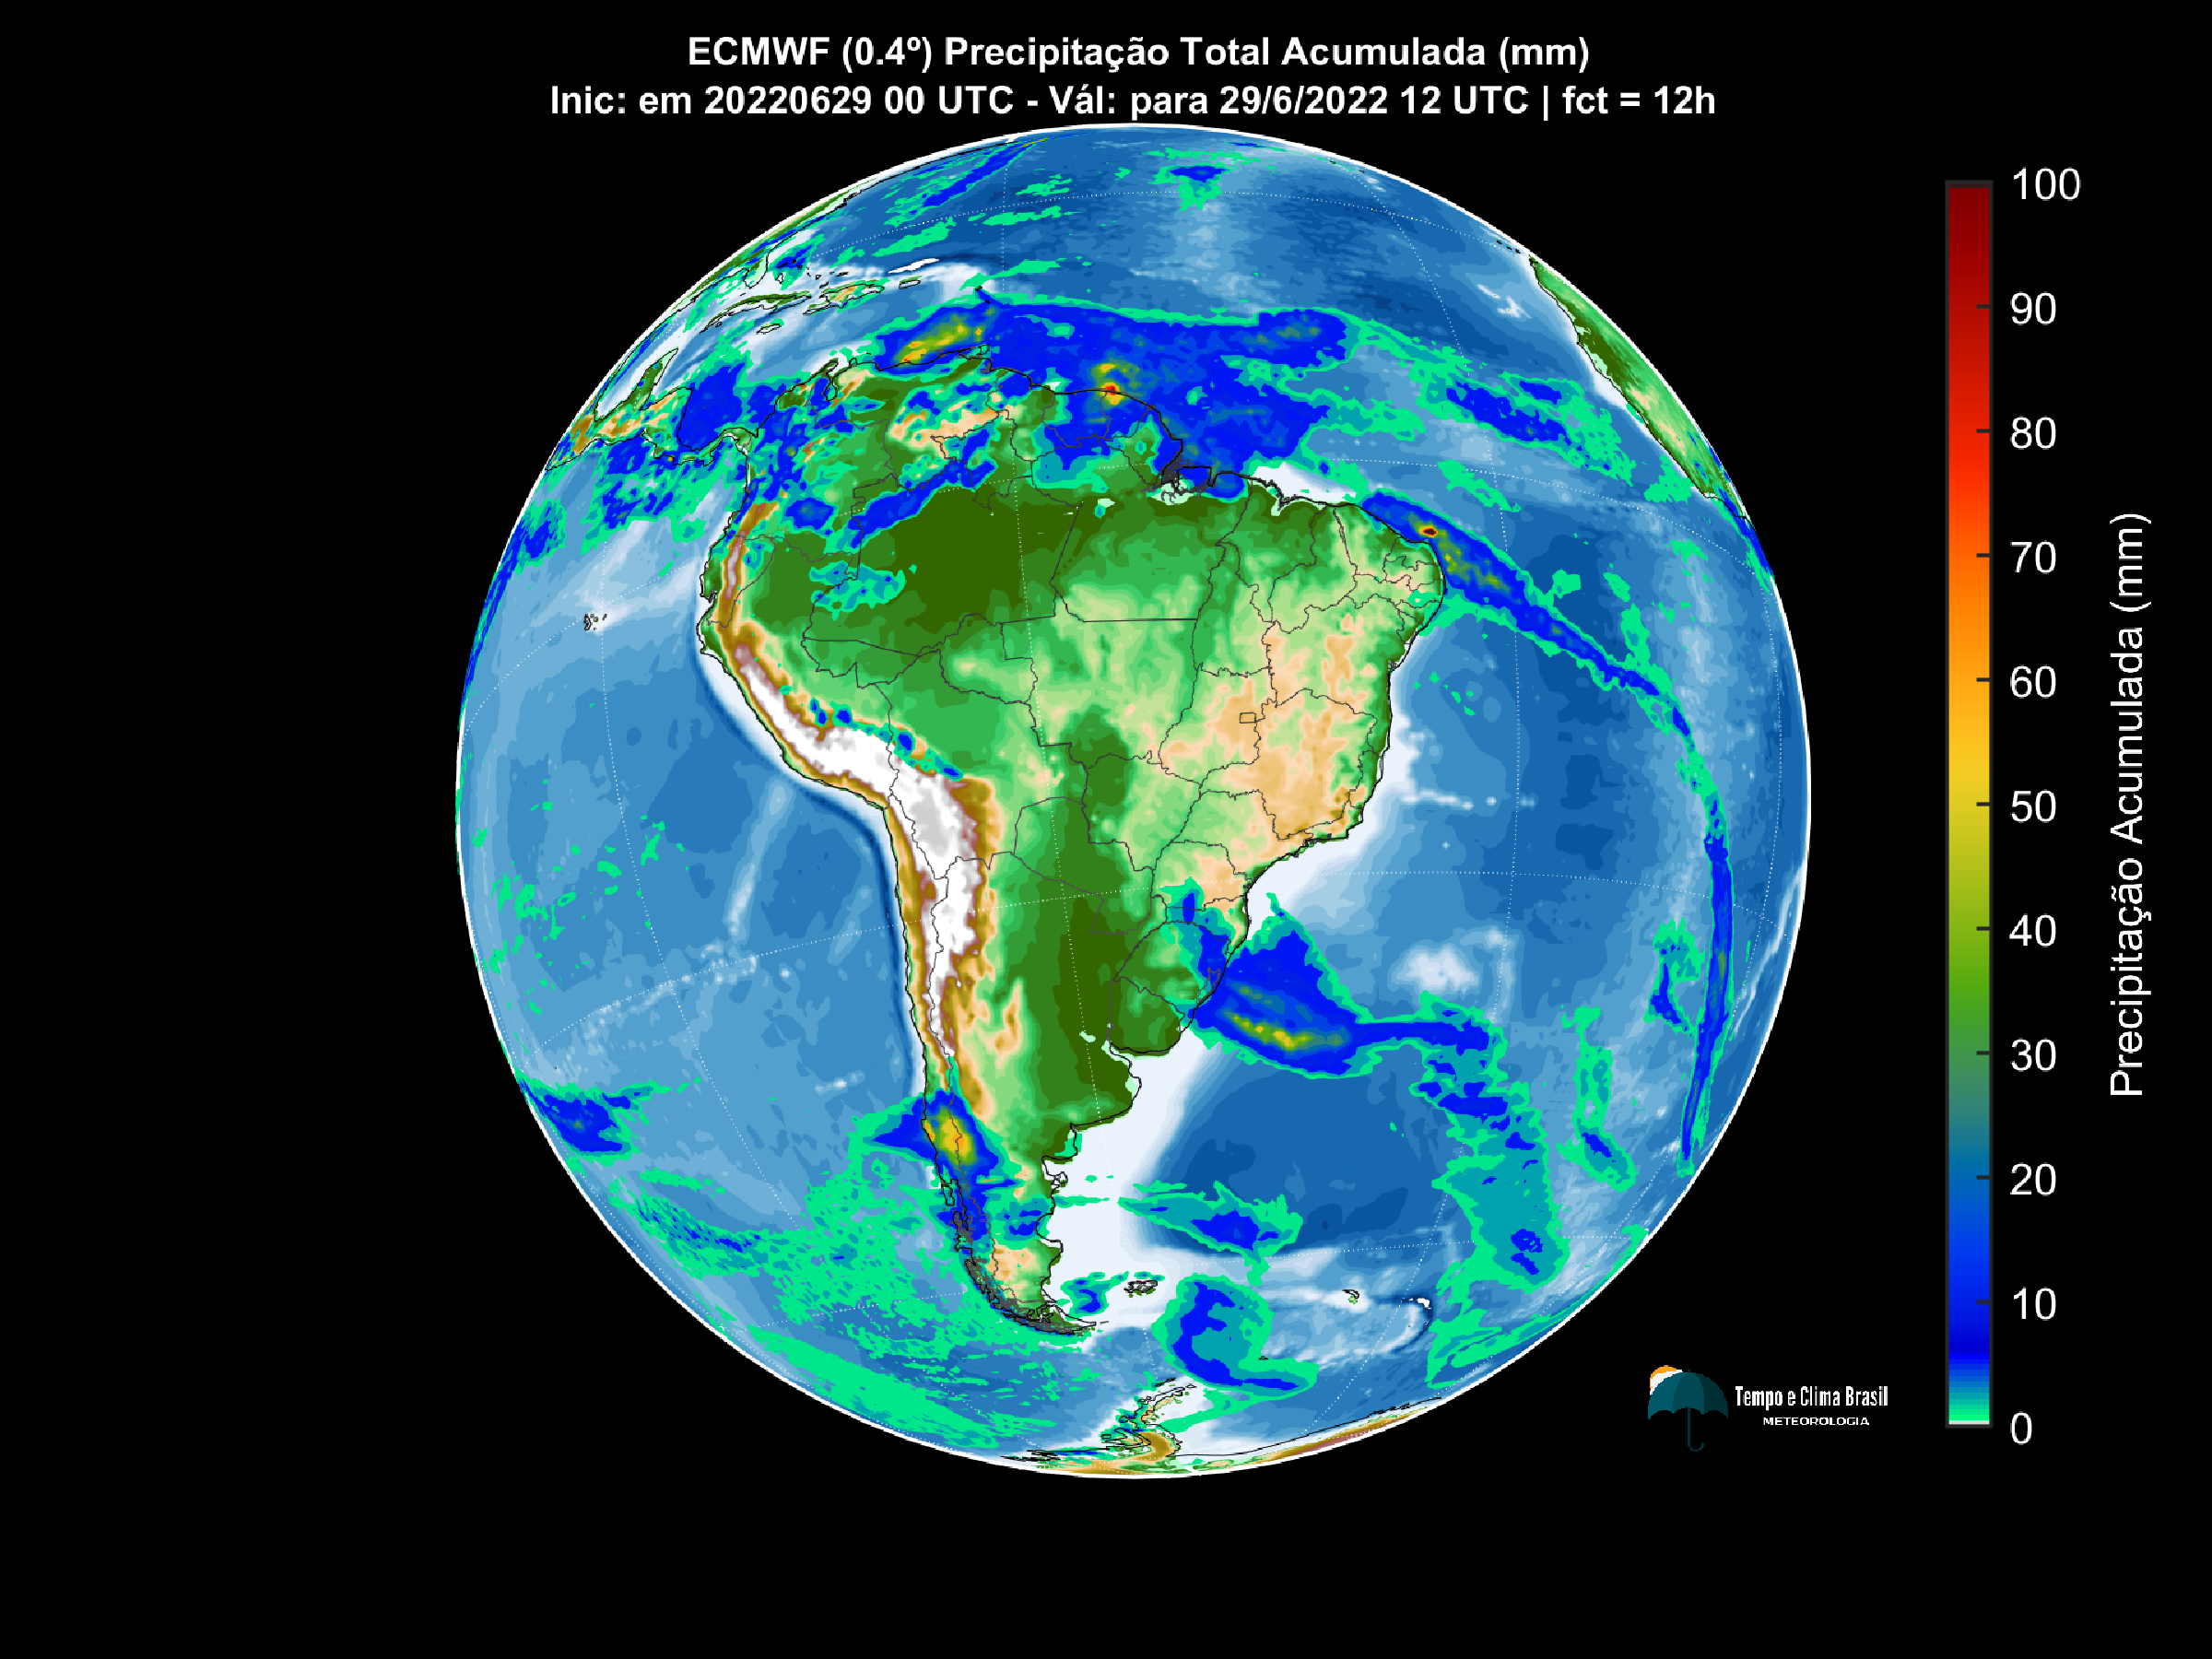 ECMWF (0.4º) Precipitação Total Acumulada (mm)
Inic: em 20220629 00 UTC - Vál: para 29/6/2022 12 UTC | fct = 12h
100
90
80
70
60
50
40
30
20
10
0
Precipitação Acumulada (mm)
Tempo e Clima Brasil
METEOROLOGIA